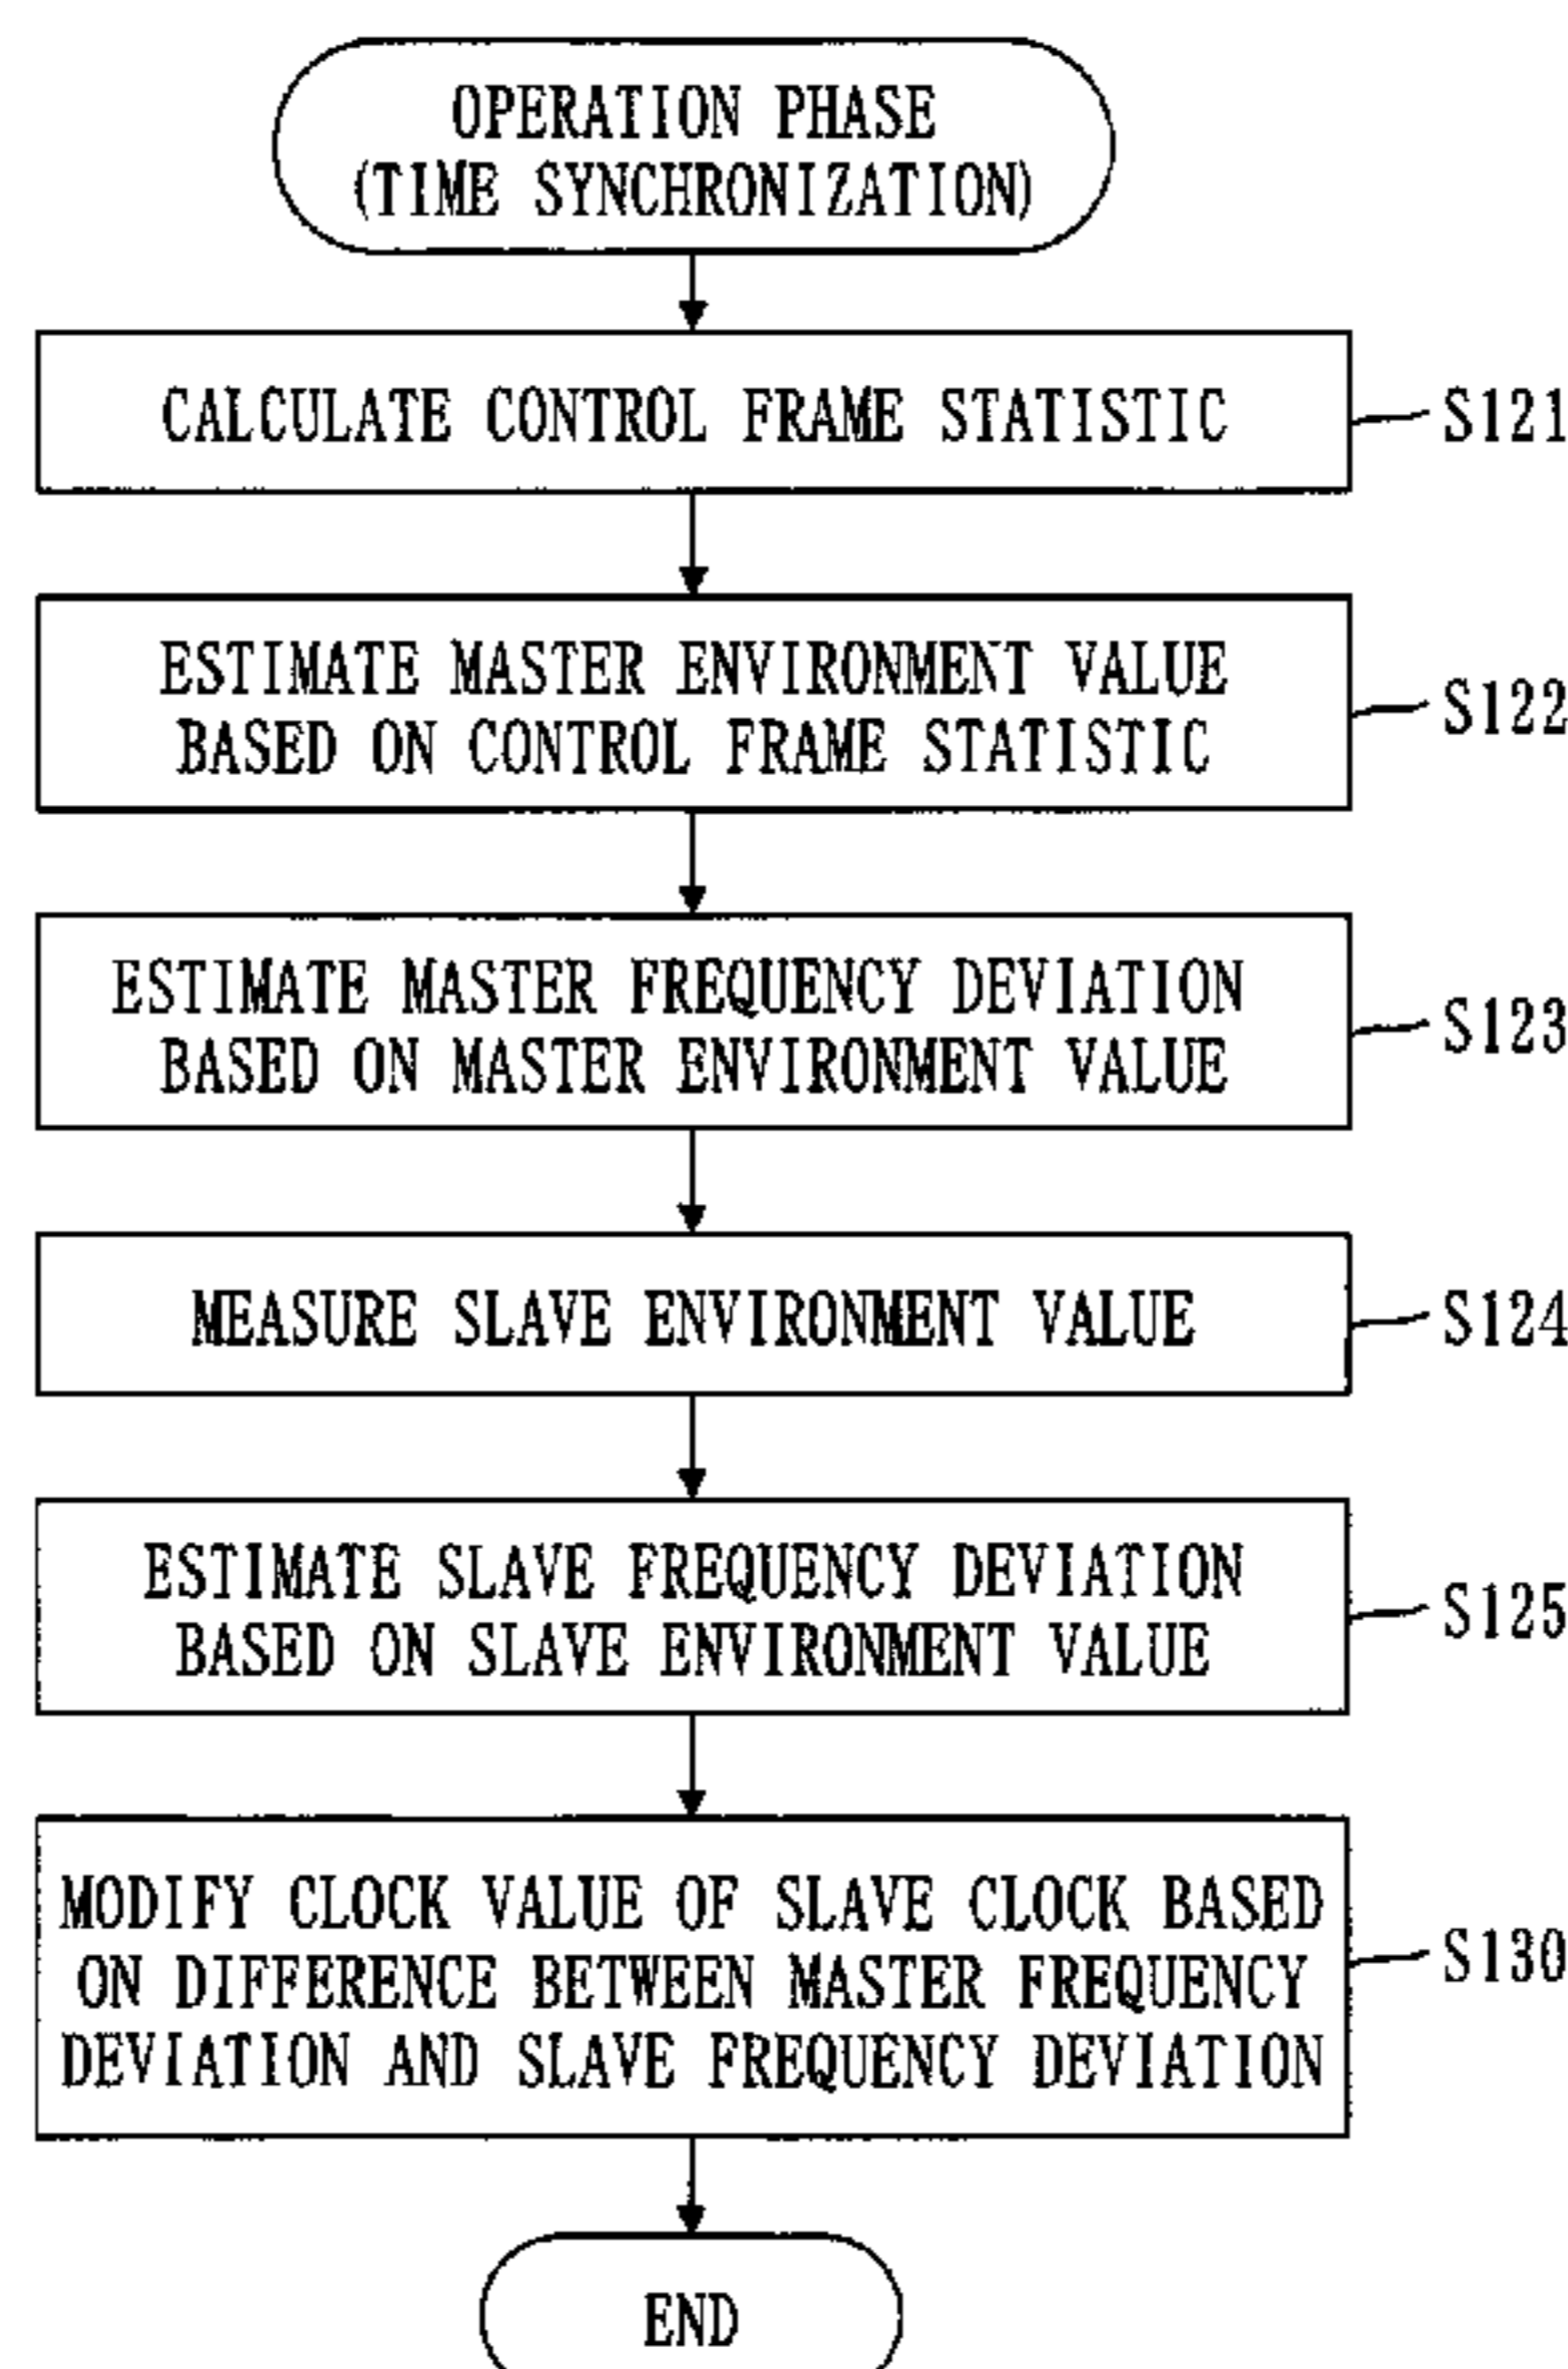 OPERATION PHASE
(TIME SYNCHRONIZATION)
CALCULATE CONTROL FRAME STATISTIC
S121
ESTIMATE MASTER ENVIRONMENT VALUE
BASED ON CONTROL FRAME STATISTIC
S122
ESTIMATE MASTER FREQUENCY DEVIATION
BASED ON MASTER ENVIRONMENT VALUE
S123
MEASURE SLAVE ENVIRONMENT VALUE
S124
ESTIMATE SLAVE FREQUENCY DEVIATION
BASED ON SLAVE ENVIRONMENT VALUE
S125
MODIFY CLOCK VALUE OF SLAVE CLOCK BASED
ON DIFFERENCE BETWEEN MASTER FREQUENCY
DEVIATION AND SLAVE FREQUENCY DEVIATION
S130
END